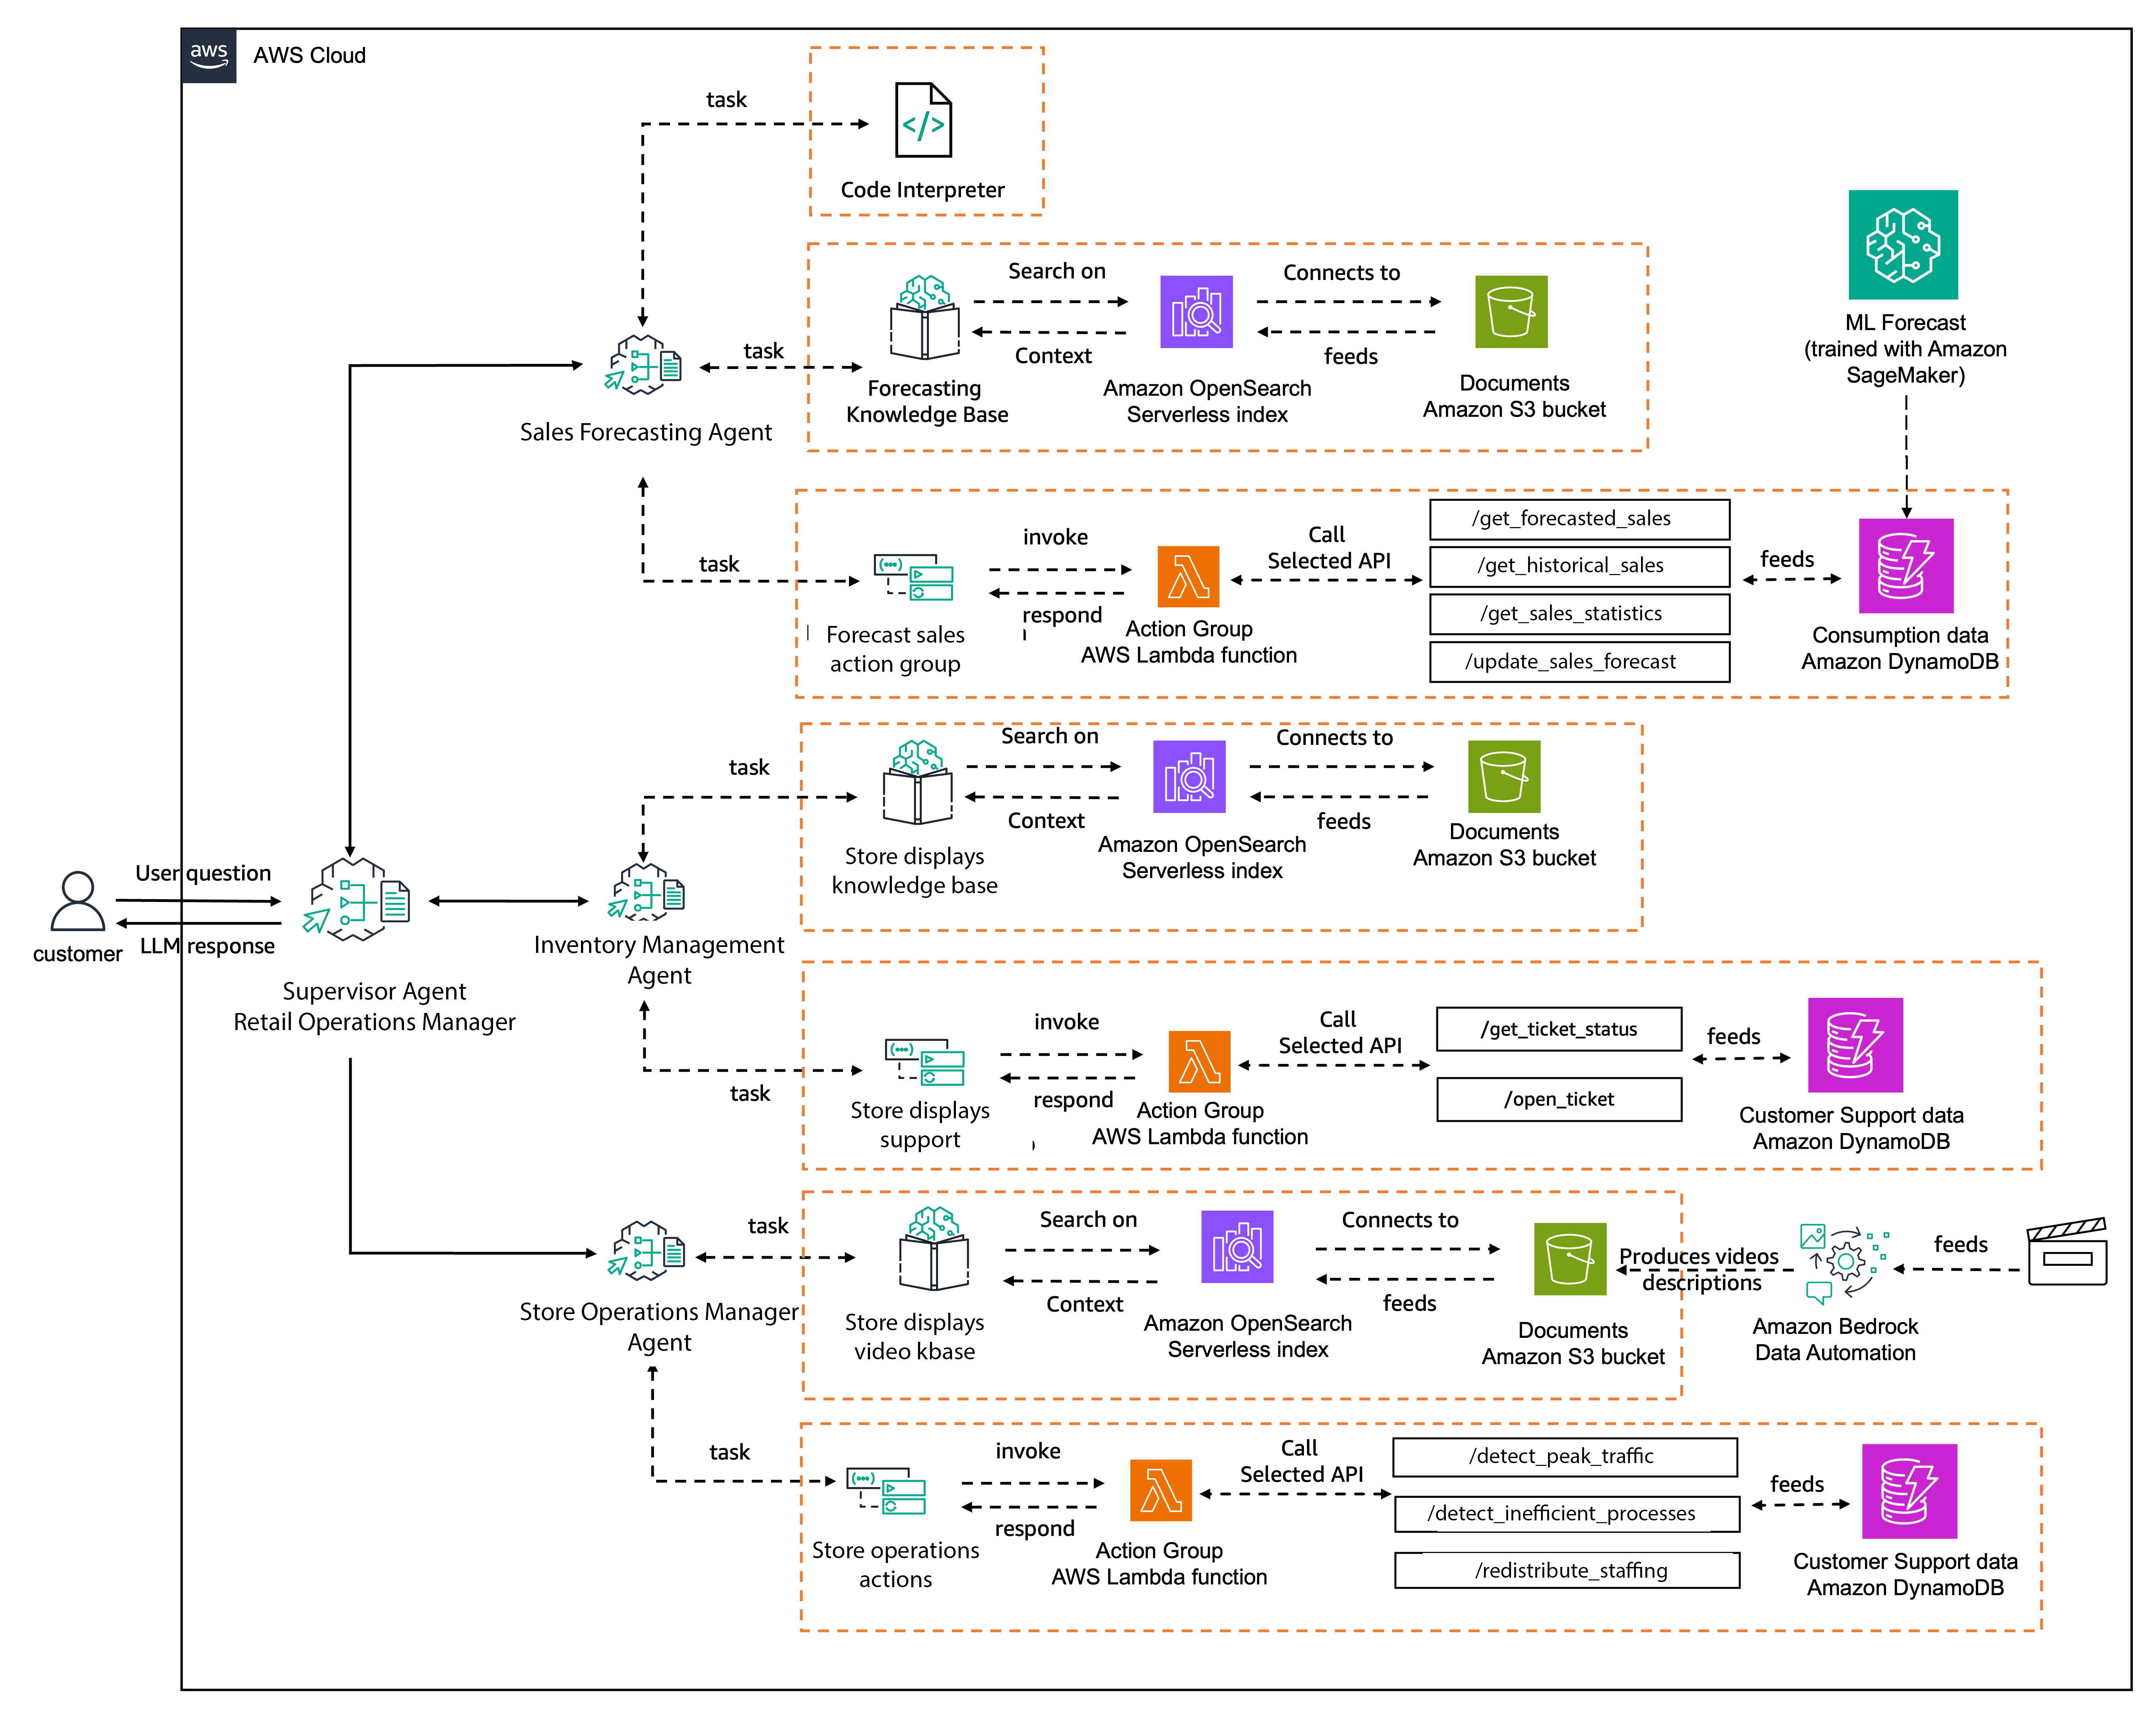 aws
AWS Cloud
task
</>
Code Interpreter
Search on
Connects to
Context
feeds
task
Forecasting
Knowledge Base
Amazon OpenSearch
Serverless index
Documents
Amazon S3 bucket
ML Forecast
(trained with Amazon
SageMaker)
Sales Forecasting Agent
task
invoke
respond
Forecast sales
action group
Action Group
AWS Lambda function
Call
Selected API
/get_forecasted_sales
/get_historical_sales
/get_sales_statistics
/update_sales_forecast
feeds
Consumption data
Amazon DynamoDB
task
Search on
Connects to
Context
feeds
Store displays
knowledge base
Amazon OpenSearch
Serverless index
Documents
Amazon S3 bucket
User question
LLM response
customer
Supervisor Agent
Retail Operations Manager
Inventory Management
Agent
task
invoke
respond
Store displays
support
Action Group
AWS Lambda function
Call
Selected API
/get_ticket_status
/open_ticket
feeds
Customer Support data
Amazon DynamoDB
task
Search on
Connects to
Context
feeds
Store Operations Manager
Agent
Store displays
video kbase
Amazon OpenSearch
Serverless index
Documents
Amazon S3 bucket
Produces videos
descriptions
feeds
Amazon Bedrock
Data Automation
task
invoke
respond
Store operations
actions
Action Group
AWS Lambda function
Call
Selected API
/detect_peak_traffic
/detect_inefficient_processes
/redistribute_staffing
feeds
Customer Support data
Amazon DynamoDB